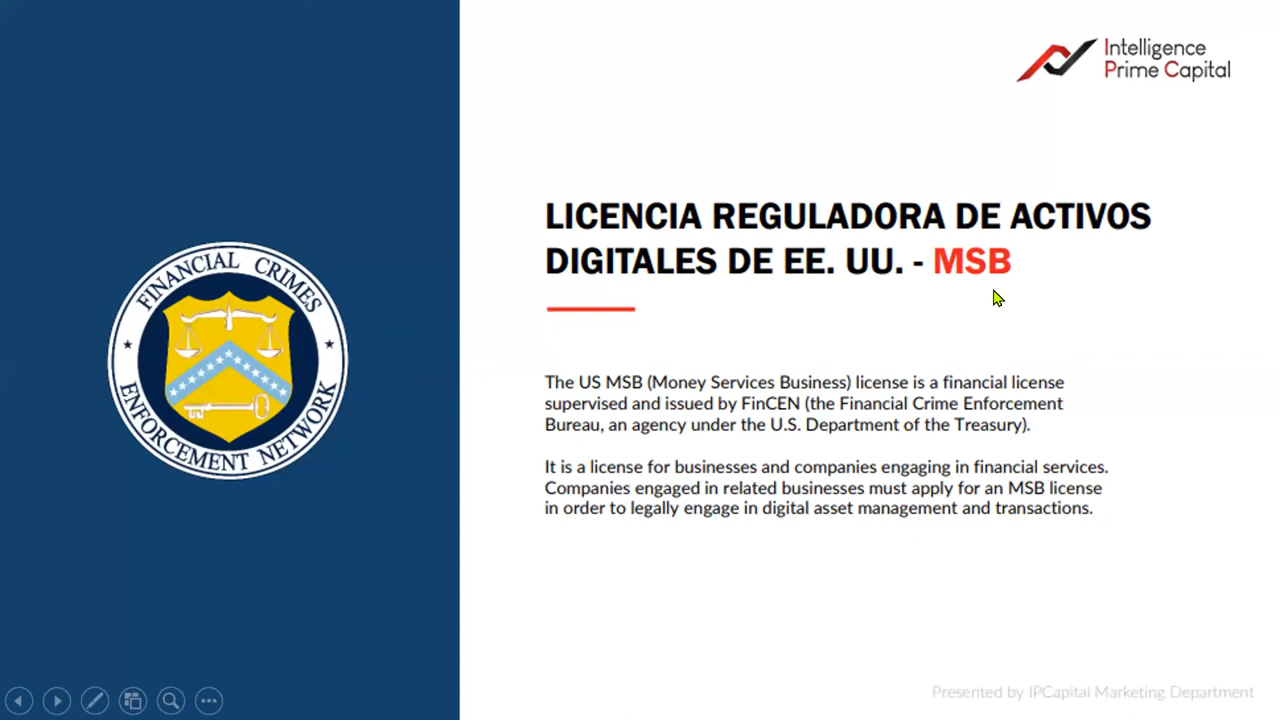 Intelligence
Prime Capital
LICENCIA REGULADORA DE ACTIVOS
DIGITALES DE EE. UU. - MSB
FINANCIAL CRIMES
ENFORCEMENT NETWORK
The US MSB (Money Services Business) license is a financial license
supervised and issued by FinCEN (the Financial Crime Enforcement
Bureau, an agency under the U.S. Department of the Treasury).
It is a license for businesses and companies engaging in financial services.
Companies engaged in related businesses must apply for an MSB license
in order to legally engage in digital asset management and transactions.
Presented by IPCapital Marketing Department